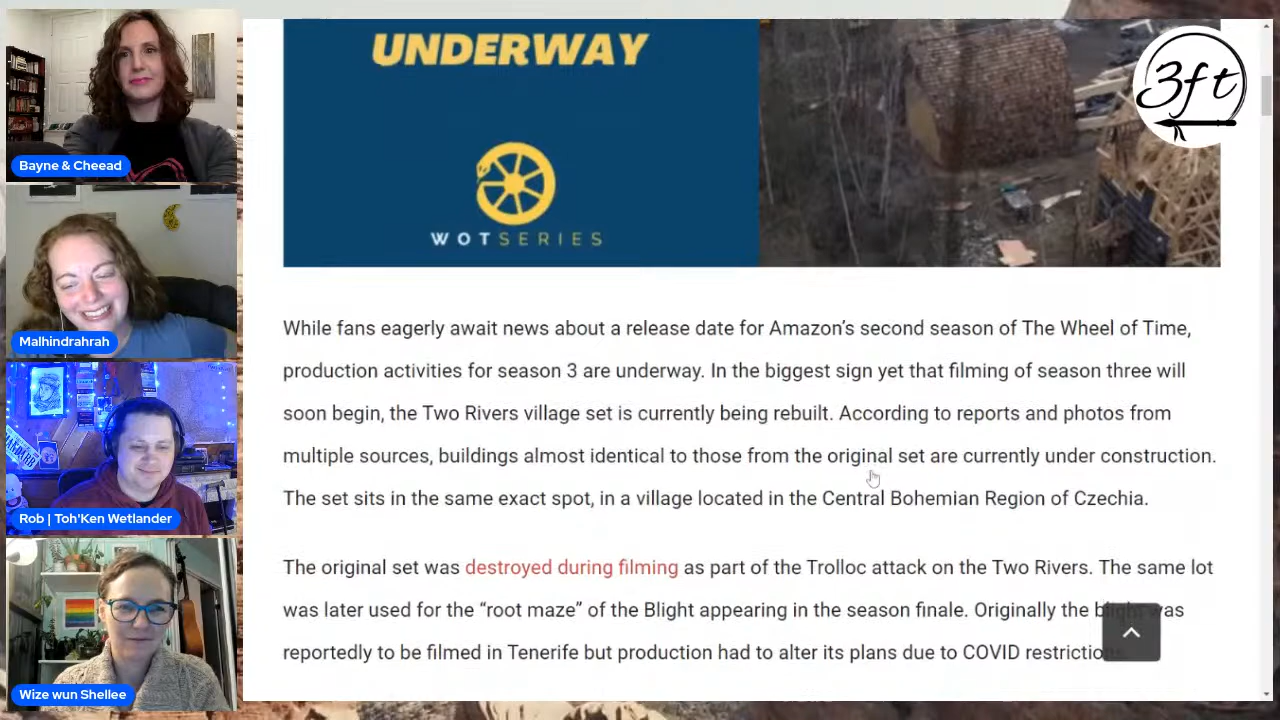 UNDERWAY
WOTSERIES
3ft
Bayne & Cheead
Malhindrahrah
Rob | Toh'Ken Wetlander
Wize wun Shellee
While fans eagerly await news about a release date for Amazon’s second season of The Wheel of Time,
production activities for season 3 are underway. In the biggest sign yet that filming of season three will
soon begin, the Two Rivers village set is currently being rebuilt. According to reports and photos from
multiple sources, buildings almost identical to those from the original set are currently under construction.
The set sits in the same exact spot, in a village located in the Central Bohemian Region of Czechia.
The original set was destroyed during filming as part of the Trolloc attack on the Two Rivers. The same lot
was later used for the “root maze” of the Blight appearing in the season finale. Originally the blight was
reportedly to be filmed in Tenerife but production had to alter its plans due to COVID restrictions.